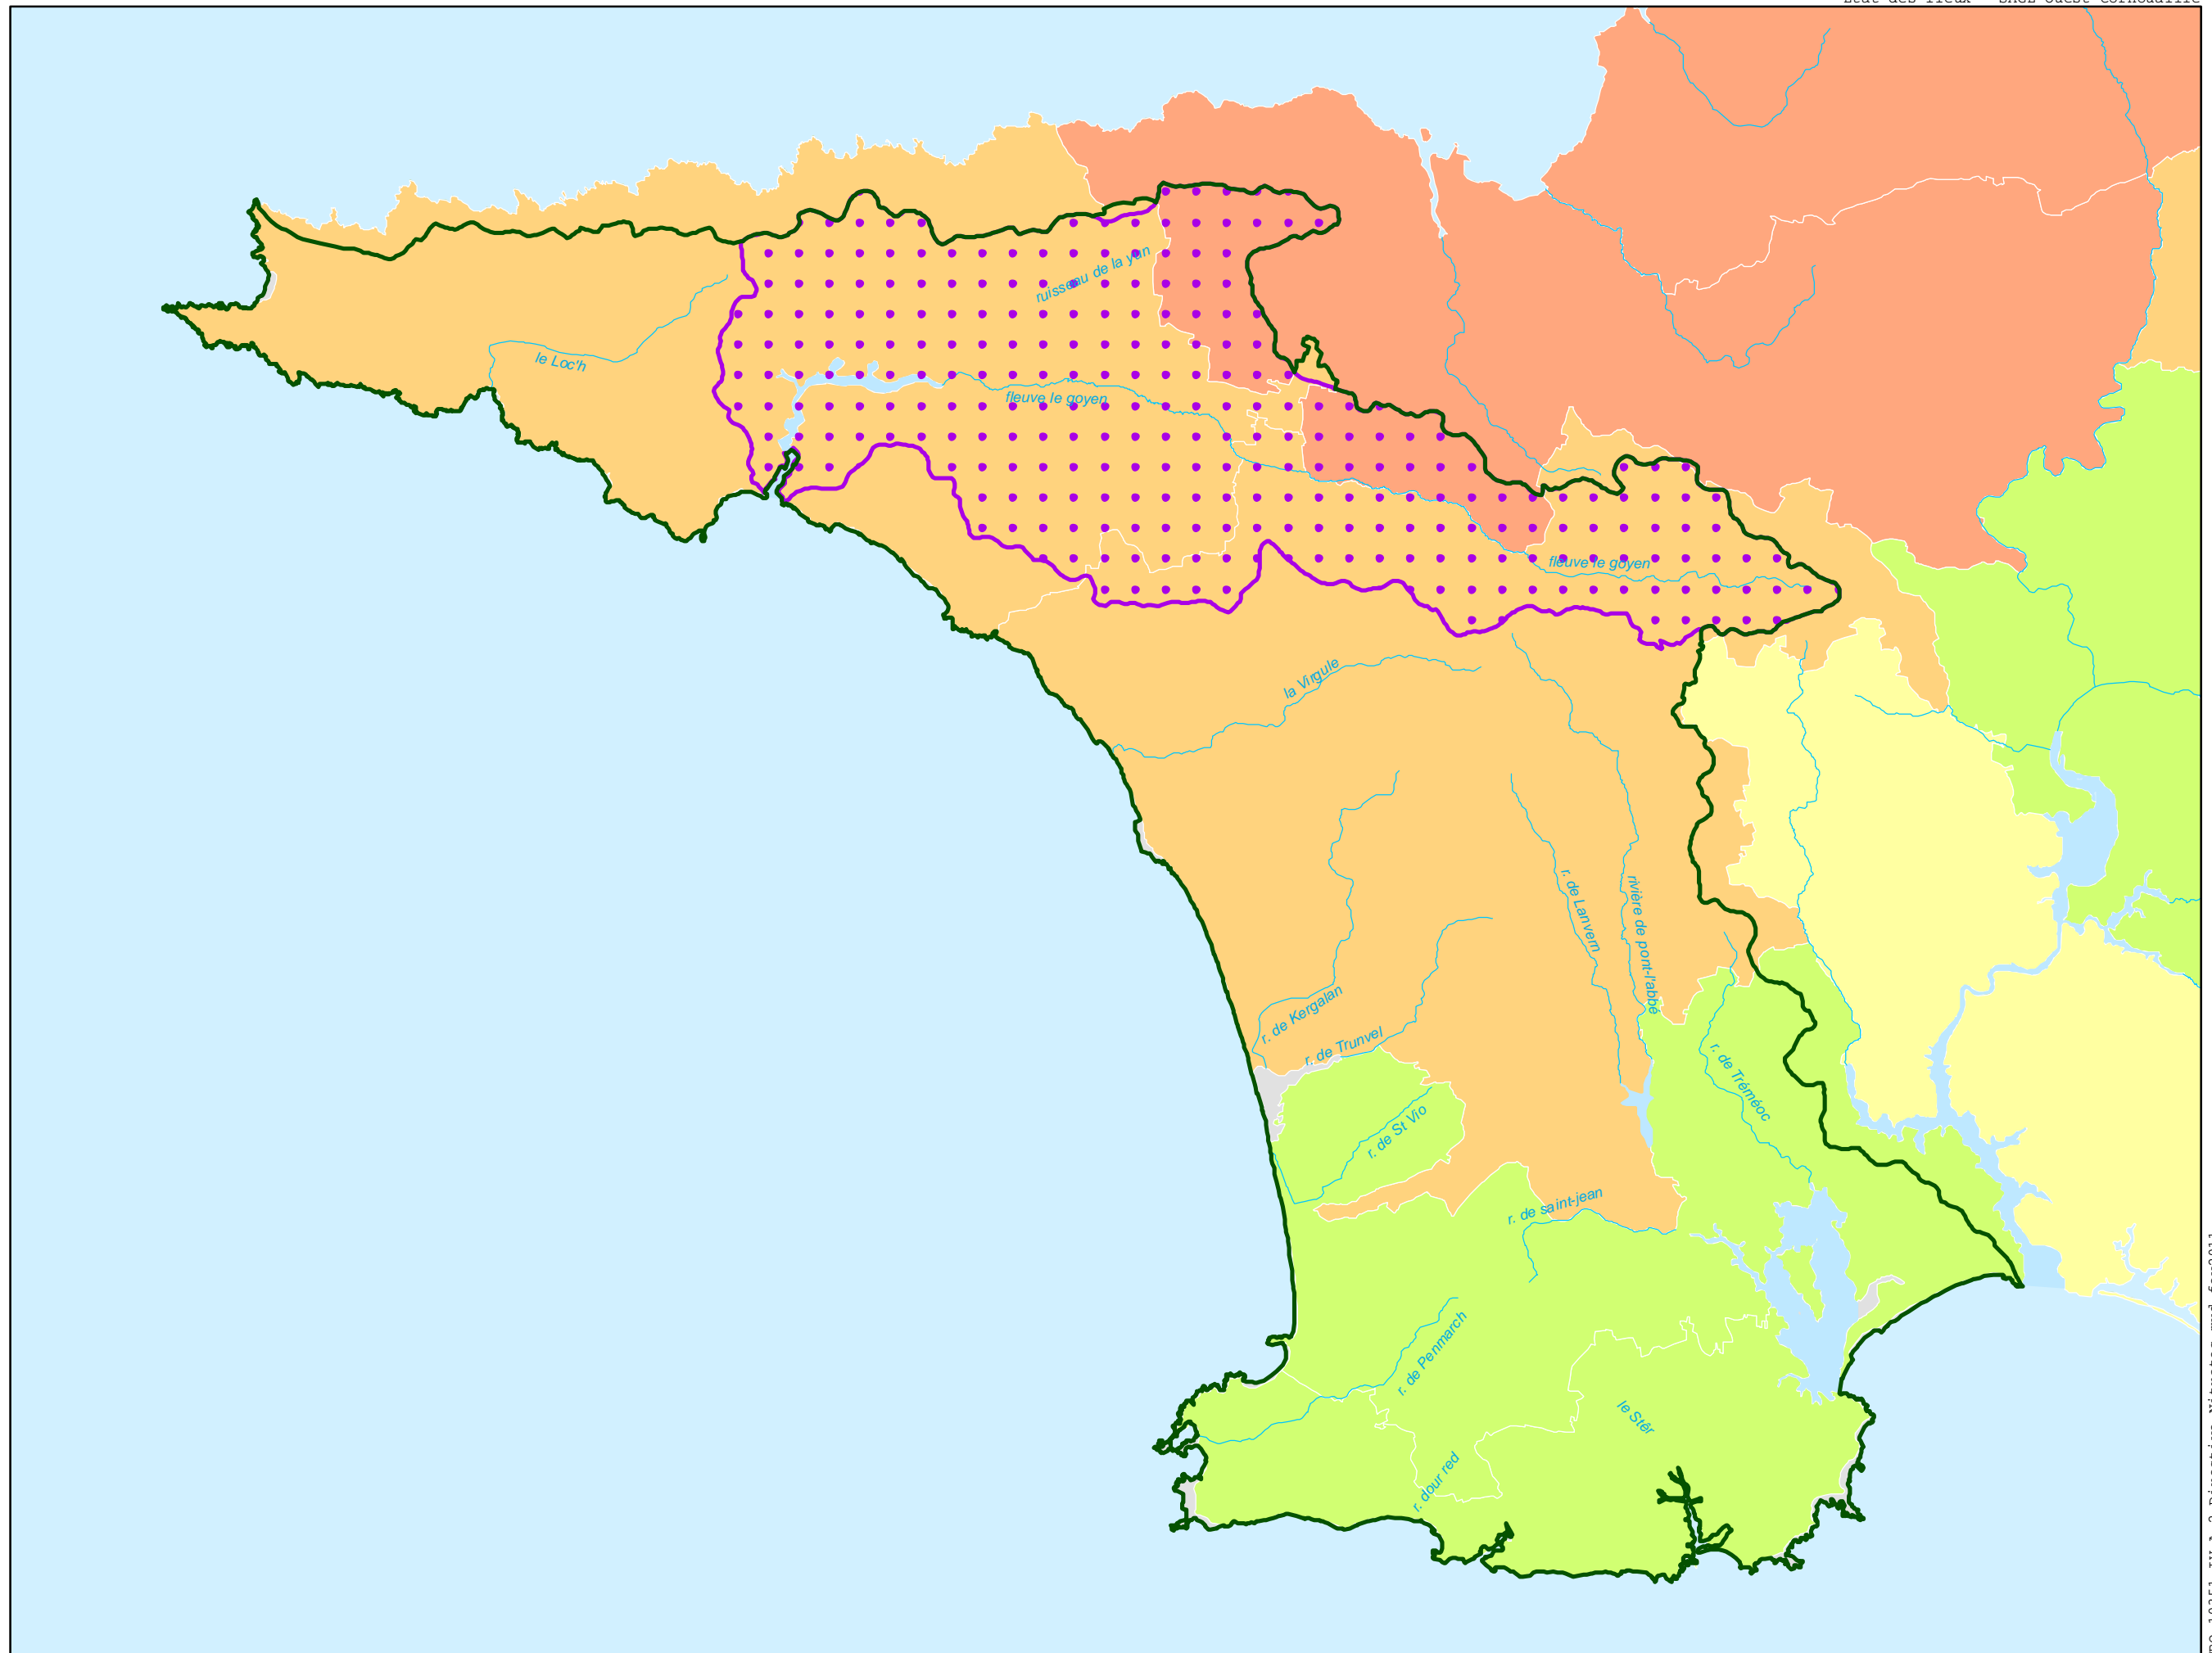 ruisseau de la yun
le Loc'h
fleuve le goyen
fleuve le goyen
la Virgule
r. de Lanvern
rivière de pont-l'abbé
r. de Kergalan
r. de Trunvel
r. de Tréméoc
r. de St Vio
r. de saint-jean
r. de Penmarch
le Stêr
r. dour red